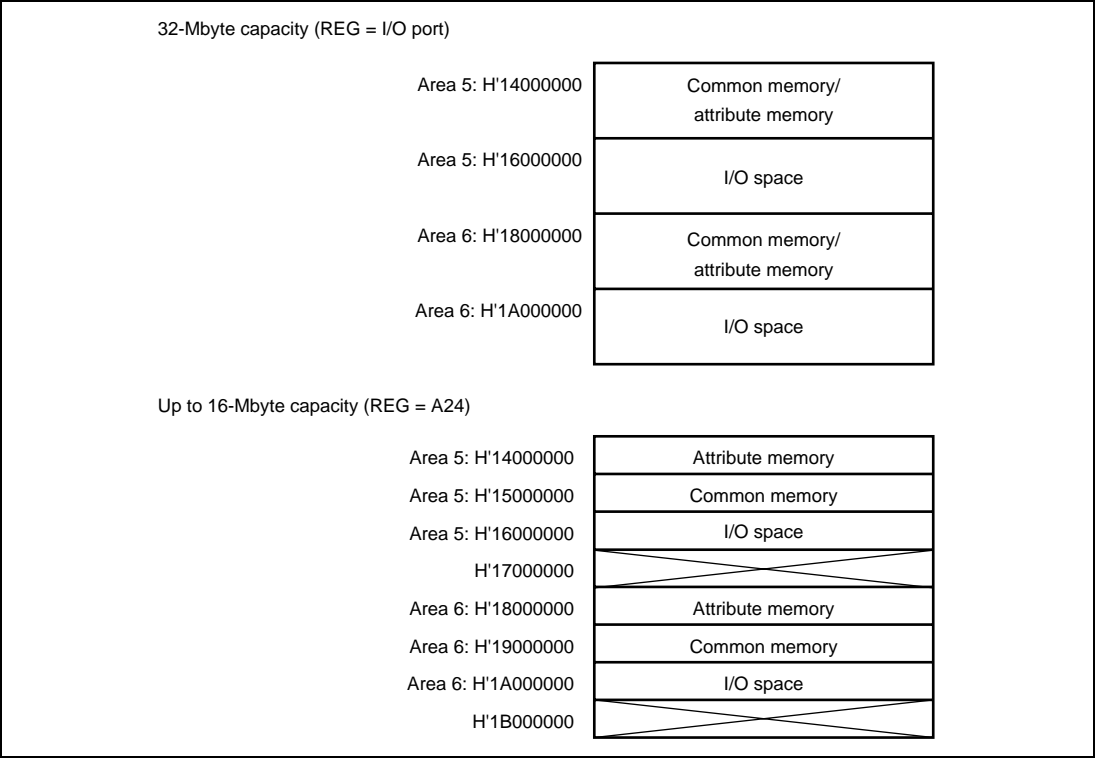 32-Mbyte capacity (REG = I/O port)
Area 5: H'14000000
Common memory/
attribute memory
Area 5: H'16000000
I/O space
Area 6: H'18000000
Common memory/
attribute memory
Area 6: H'1A000000
I/O space
Up to 16-Mbyte capacity (REG = A24)
Area 5: H'14000000 Attribute memory
Area 5: H'15000000 Common memory
Area 5: H'16000000 I/O space
H'17000000
Area 6: H'18000000 Attribute memory
Area 6: H'19000000 Common memory
Area 6: H'1A000000 I/O space
H'1B000000